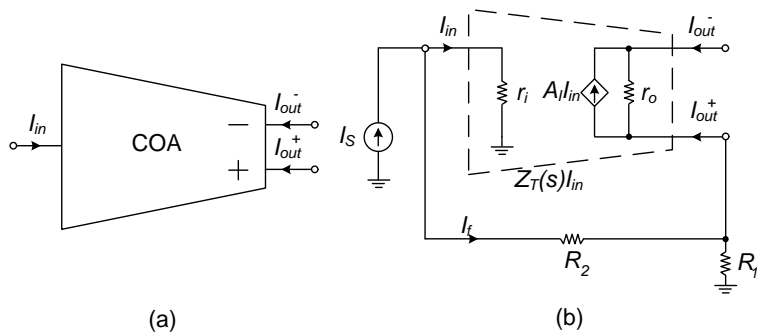 I_in
COA
I_out^-
I_out^+
−
+
(a)
I_S
I_in
r_i
A_I I_in
r_o
I_out^-
I_out^+
Z_T(s)I_in
I_f
R_2
R_1
(b)